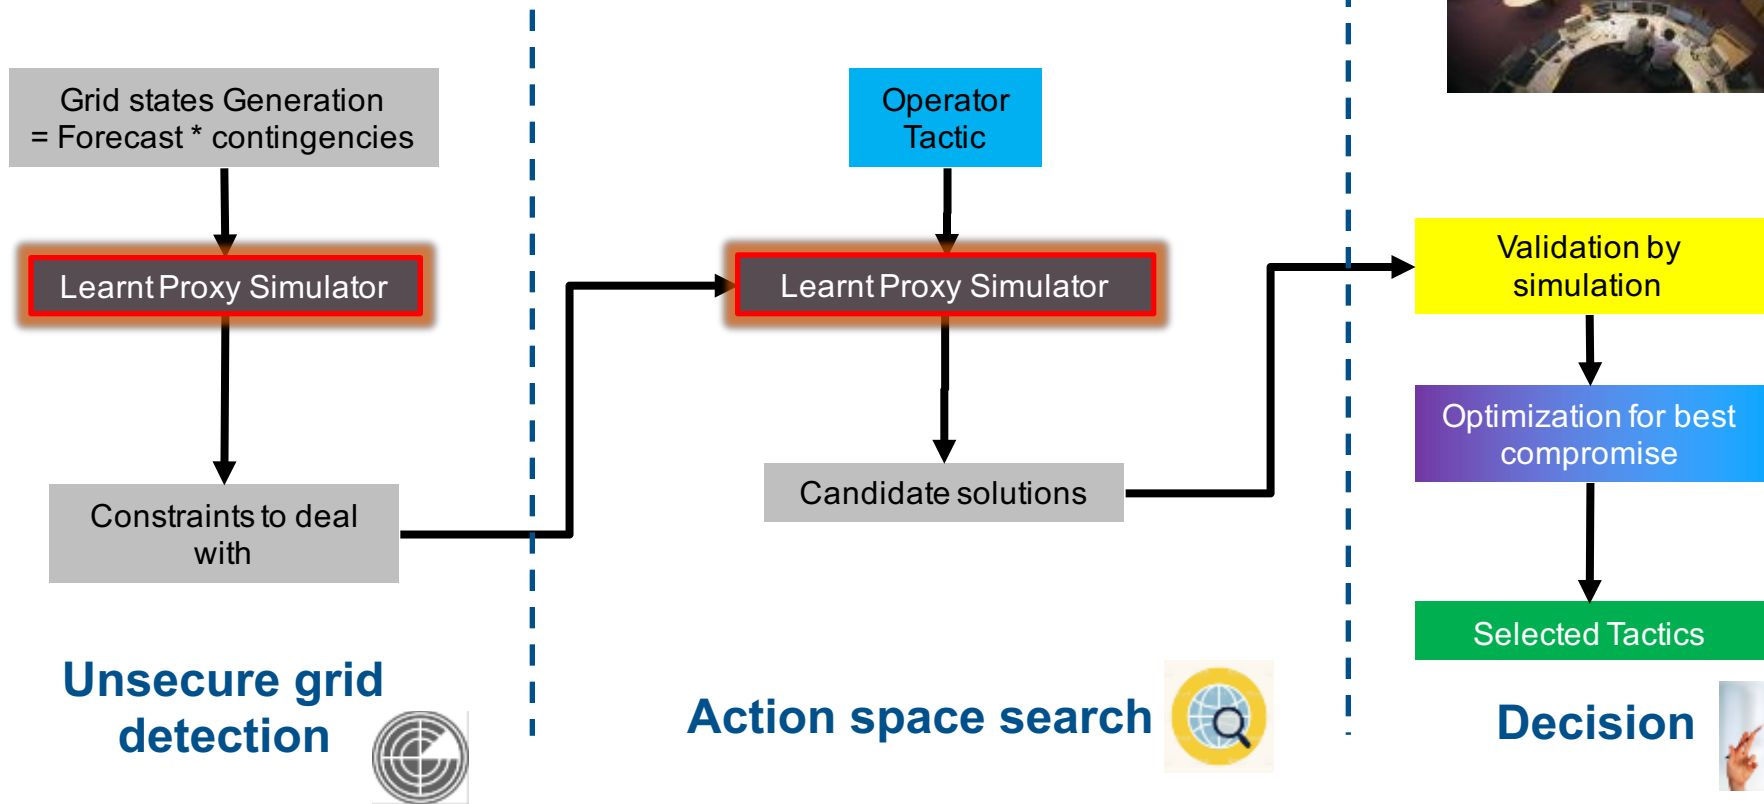 Grid states Generation
= Forecast * contingencies
Learnt Proxy Simulator
Constraints to deal
with
Unsecure grid
detection
Operator
Tactic
Learnt Proxy Simulator
Candidate solutions
Action space search
Validation by
simulation
Optimization for best
compromise
Selected Tactics
Decision